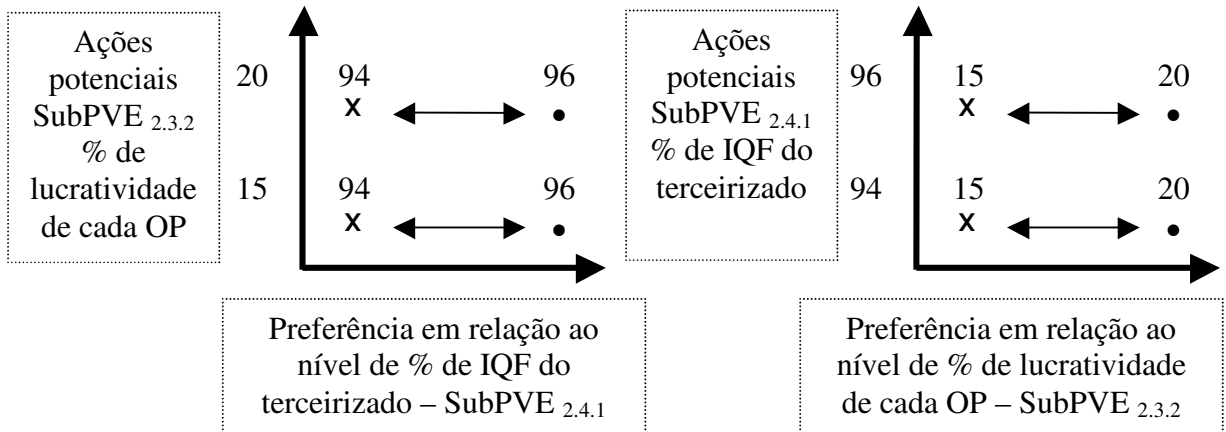 Ações
potenciais
SubPVE 2.3.2
% de
lucratividade
de cada OP
20 94 96
x •
15 94 96
x •
Preferência em relação ao
nível de % de IQF do
terceirizado – SubPVE 2.4.1
Ações
potenciais
SubPVE 2.4.1
% de IQF do
terceirizado
96 15 20
x •
94 15 20
x •
Preferência em relação ao
nível de % de lucratividade
de cada OP – SubPVE 2.3.2